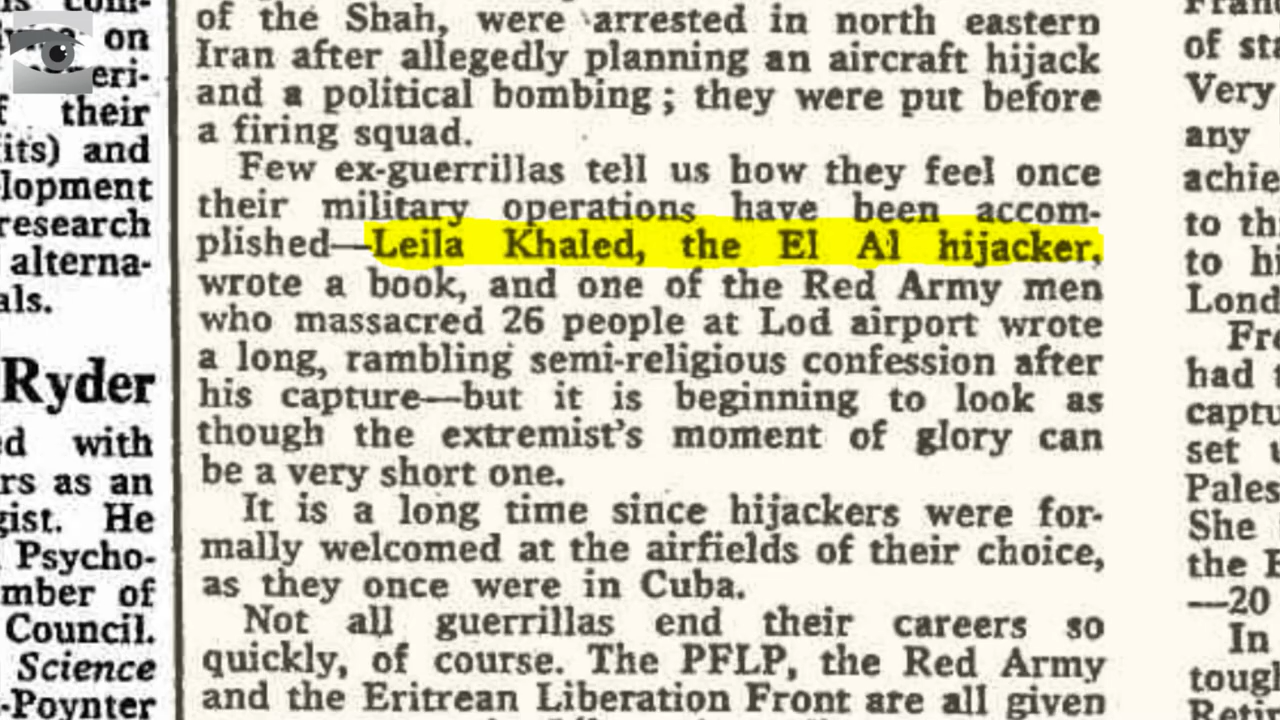 on
eri-
their
its) and
lopment
research
alterna-
als.
Ryder
ed with
rs as an
gist. He
Psycho-
mber of
Council.
Science
-Poynter
of the Shah, were arrested in north eastern
Iran after allegedly planning an aircraft hijack
and a political bombing ; they were put before
a firing squad.
Few ex-guerrillas tell us how they feel once
their military operations have been accom-
plished—Leila Khaled, the El Al hijacker,
wrote a book, and one of the Red Army men
who massacred 26 people at Lod airport wrote
a long, rambling semi-religious confession after
his capture—but it is beginning to look as
though the extremist's moment of glory can
be a very short one.
It is a long time since hijackers were for-
mally welcomed at the airfields of their choice,
as they once were in Cuba.
Not all guerrillas end their careers so
quickly, of course. The PFLP, the Red Army
and the Eritrean Liberation Front are all given
of sta
Very
any
achie
to th
to hi
Lond
Fre
had t
captu
set u
Pales
She
the E
—20
In
tough
Retir